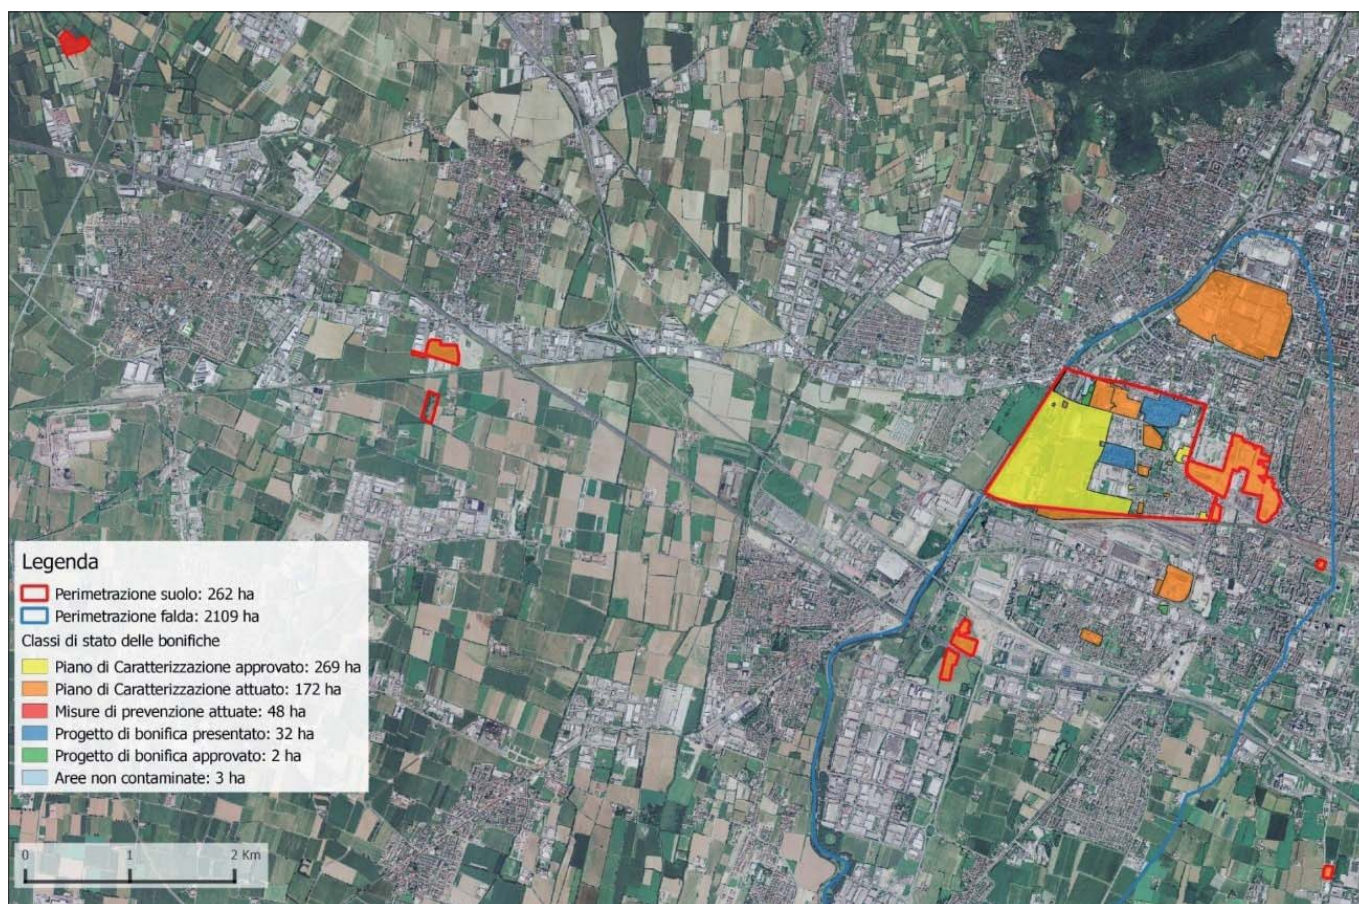 Legenda
Perimetrazione suolo: 262 ha
Perimetrazione falda: 2109 ha
Classi di stato delle bonifiche
Piano di Caratterizzazione approvato: 269 ha
Piano di Caratterizzazione attuato: 172 ha
Misure di prevenzione attuate: 48 ha
Progetto di bonifica presentato: 32 ha
Progetto di bonifica approvato: 2 ha
Aree non contaminate: 3 ha
0 1 2 Km